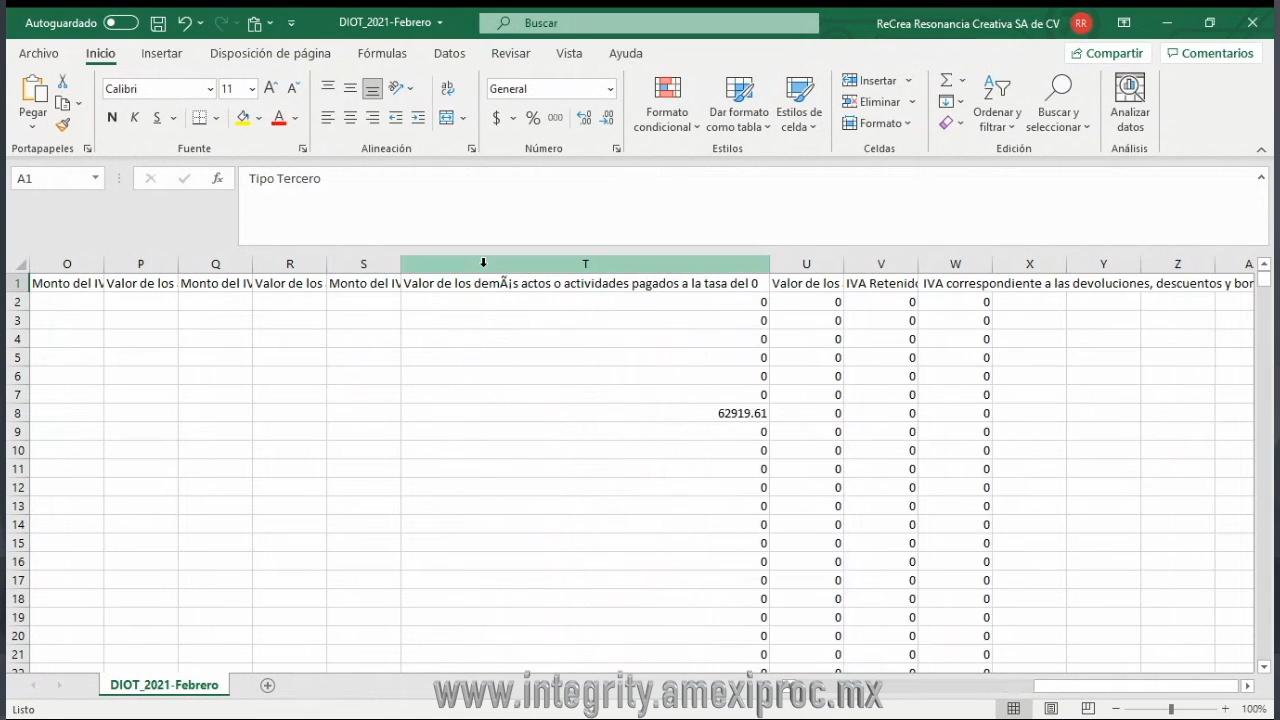 Autoguardado
DIOT_2021-Febrero
Buscar
ReCrea Resonancia Creativa SA de CV
RR
Archivo Inicio Insertar Disposición de página Fórmulas Datos Revisar Vista Ayuda
Compartir Comentarios
Pegar
Calibri 11
N K S
General
$ % 000
Formato condicional
Dar formato como tabla
Estilos de celda
Insertar
Eliminar
Formato
Ordenar y filtrar
Buscar y seleccionar
Analizar datos
Portapapeles Fuente Alineación Número Estilos Celdas Edición Análisis
A1 fx Tipo Tercero
O P Q R S T U V W X Y Z A
1 Monto del IV Valor de los Monto del IV Valor de los Monto del IV Valor de los demÃ¡s actos o actividades pagados a la tasa del 0 Valor de los IVA Retenido IVA correspondiente a las devoluciones, descuentos y bon
2 0 0 0 0
3 0 0 0 0
4 0 0 0 0
5 0 0 0 0
6 0 0 0 0
7 0 0 0 0
8 62919.61 0 0 0
9 0 0 0 0
10 0 0 0 0
11 0 0 0 0
12 0 0 0 0
13 0 0 0 0
14 0 0 0 0
15 0 0 0 0
16 0 0 0 0
17 0 0 0 0
18 0 0 0 0
19 0 0 0 0
20 0 0 0 0
21 0 0 0 0
DIOT_2021-Febrero
www.integrity.amexiproc.mx
Listo
100%